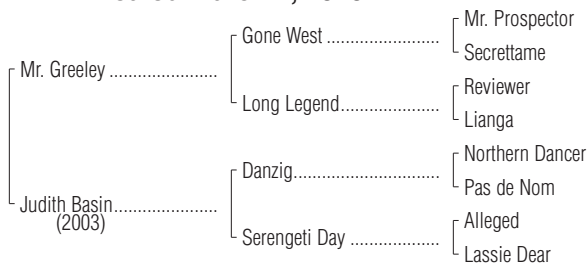 Mr. Prospector
Gone West
Secrettame
Mr. Greeley
Reviewer
Long Legend
Lianga
Northern Dancer
Danzig
Pas de Nom
Judith Basin
(2003)
Alleged
Serengeti Day
Lassie Dear